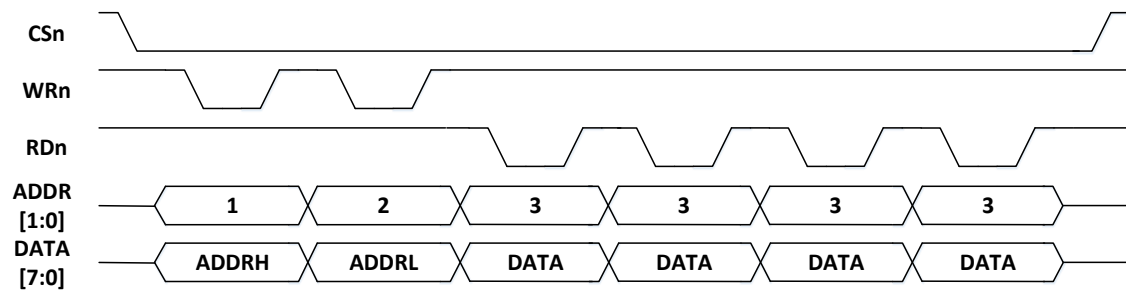 CSn
WRn
RDn
ADDR
[1:0]
1 2 3 3 3 3
DATA
[7:0]
ADDRH ADDRL DATA DATA DATA DATA